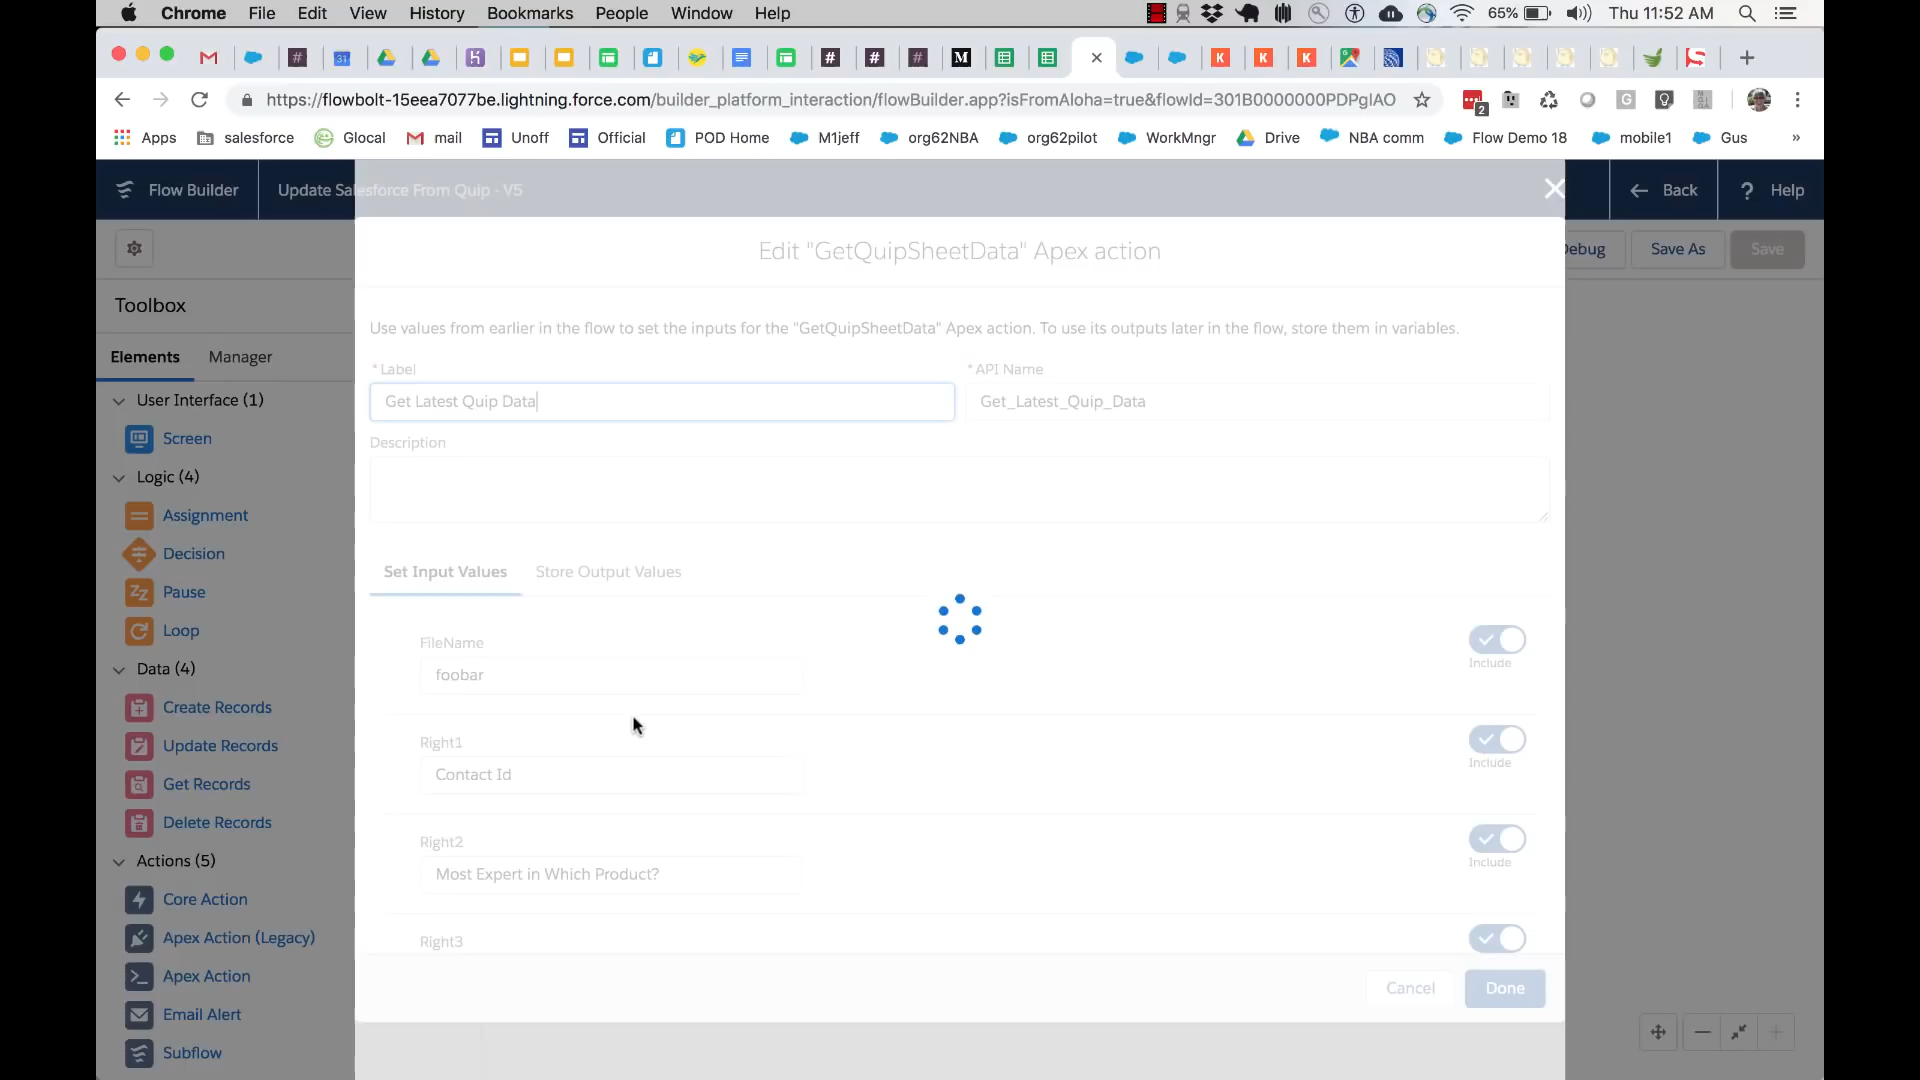 Chrome File Edit View History Bookmarks People Window Help 65% Thu 11:52 AM
https://flowbolt-15eea7077be.lightning.force.com/builder_platform_interaction/flowBuilder.app?isFromAloha=true&flowId=301B0000000PDPgIAO
Apps salesforce Glocal mail Unoff Official POD Home M1jeff org62NBA org62pilot WorkMngr Drive NBA comm Flow Demo 18 mobile1 Gus »
Flow Builder Update Salesforce From Quip - V5 Back ? Help
Debug Save As Save
Edit "GetQuipSheetData" Apex action
Toolbox
Elements Manager
Use values from earlier in the flow to set the inputs for the "GetQuipSheetData" Apex action. To use its outputs later in the flow, store them in variables.
* Label * API Name
Get Latest Quip Data Get_Latest_Quip_Data
Description
User Interface (1)
Screen
Logic (4)
Assignment
Decision
Pause
Loop
Data (4)
Create Records
Update Records
Get Records
Delete Records
Actions (5)
Core Action
Apex Action (Legacy)
Apex Action
Email Alert
Subflow
Set Input Values Store Output Values
FileName
foobar
Include
Right1
Contact Id
Include
Right2
Most Expert in Which Product?
Include
Right3
Cancel Done